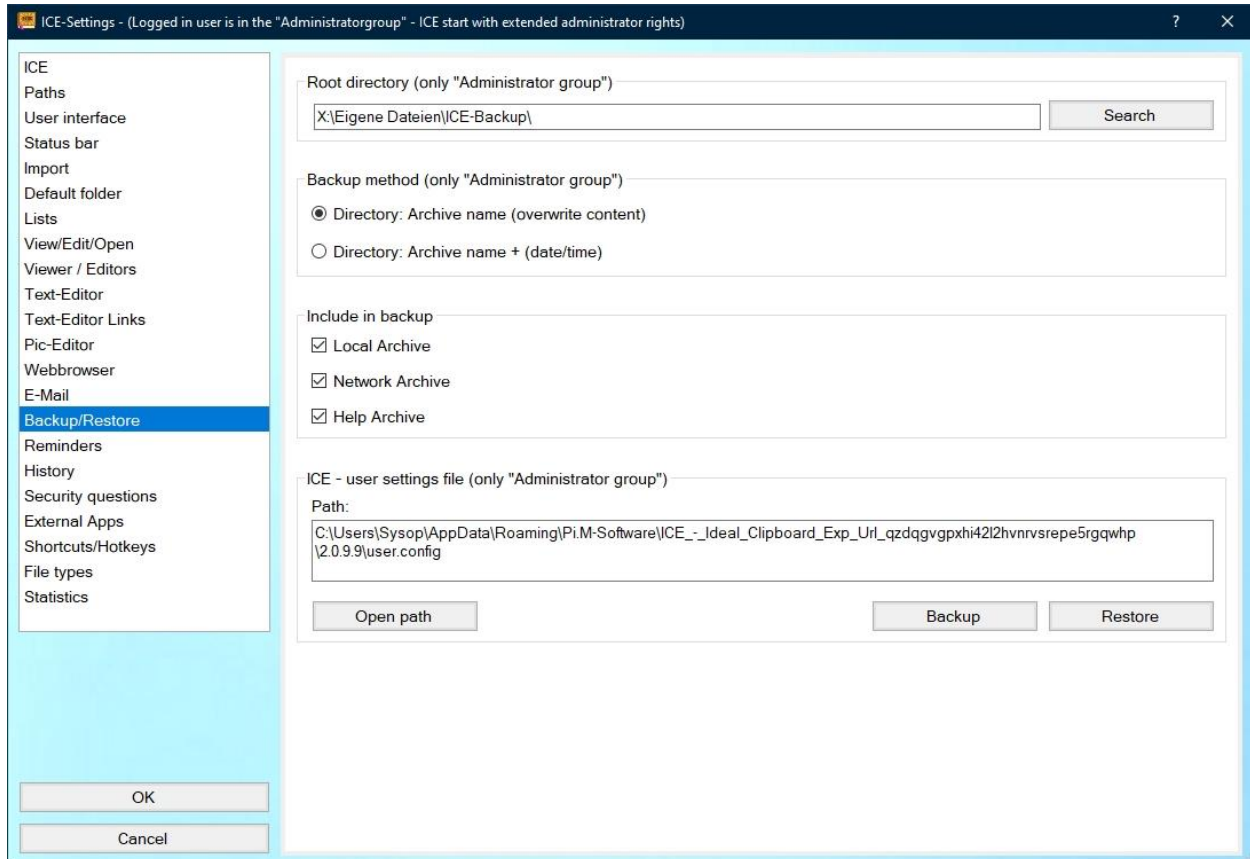 ICE-Settings - (Logged in user is in the "Administratorgroup" - ICE start with extended administrator rights)
ICE
Paths
User interface
Status bar
Import
Default folder
Lists
View/Edit/Open
Viewer / Editors
Text-Editor
Text-Editor Links
Pic-Editor
Webbrowser
E-Mail
Backup/Restore
Reminders
History
Security questions
External Apps
Shortcuts/Hotkeys
File types
Statistics
OK
Cancel
Root directory (only "Administrator group")
X:\Eigene Dateien\ICE-Backup\
Search
Backup method (only "Administrator group")
Directory: Archive name (overwrite content)
Directory: Archive name + (date/time)
Include in backup
Local Archive
Network Archive
Help Archive
ICE - user settings file (only "Administrator group")
Path:
C:\Users\Sysop\AppData\Roaming\Pi.M-Software\ICE_-_Ideal_Clipboard_Exp_Url_qzdqgvgpxhi42l2hvnrvsrepe5rgqwhp
\2.0.9.9\user.config
Open path
Backup
Restore